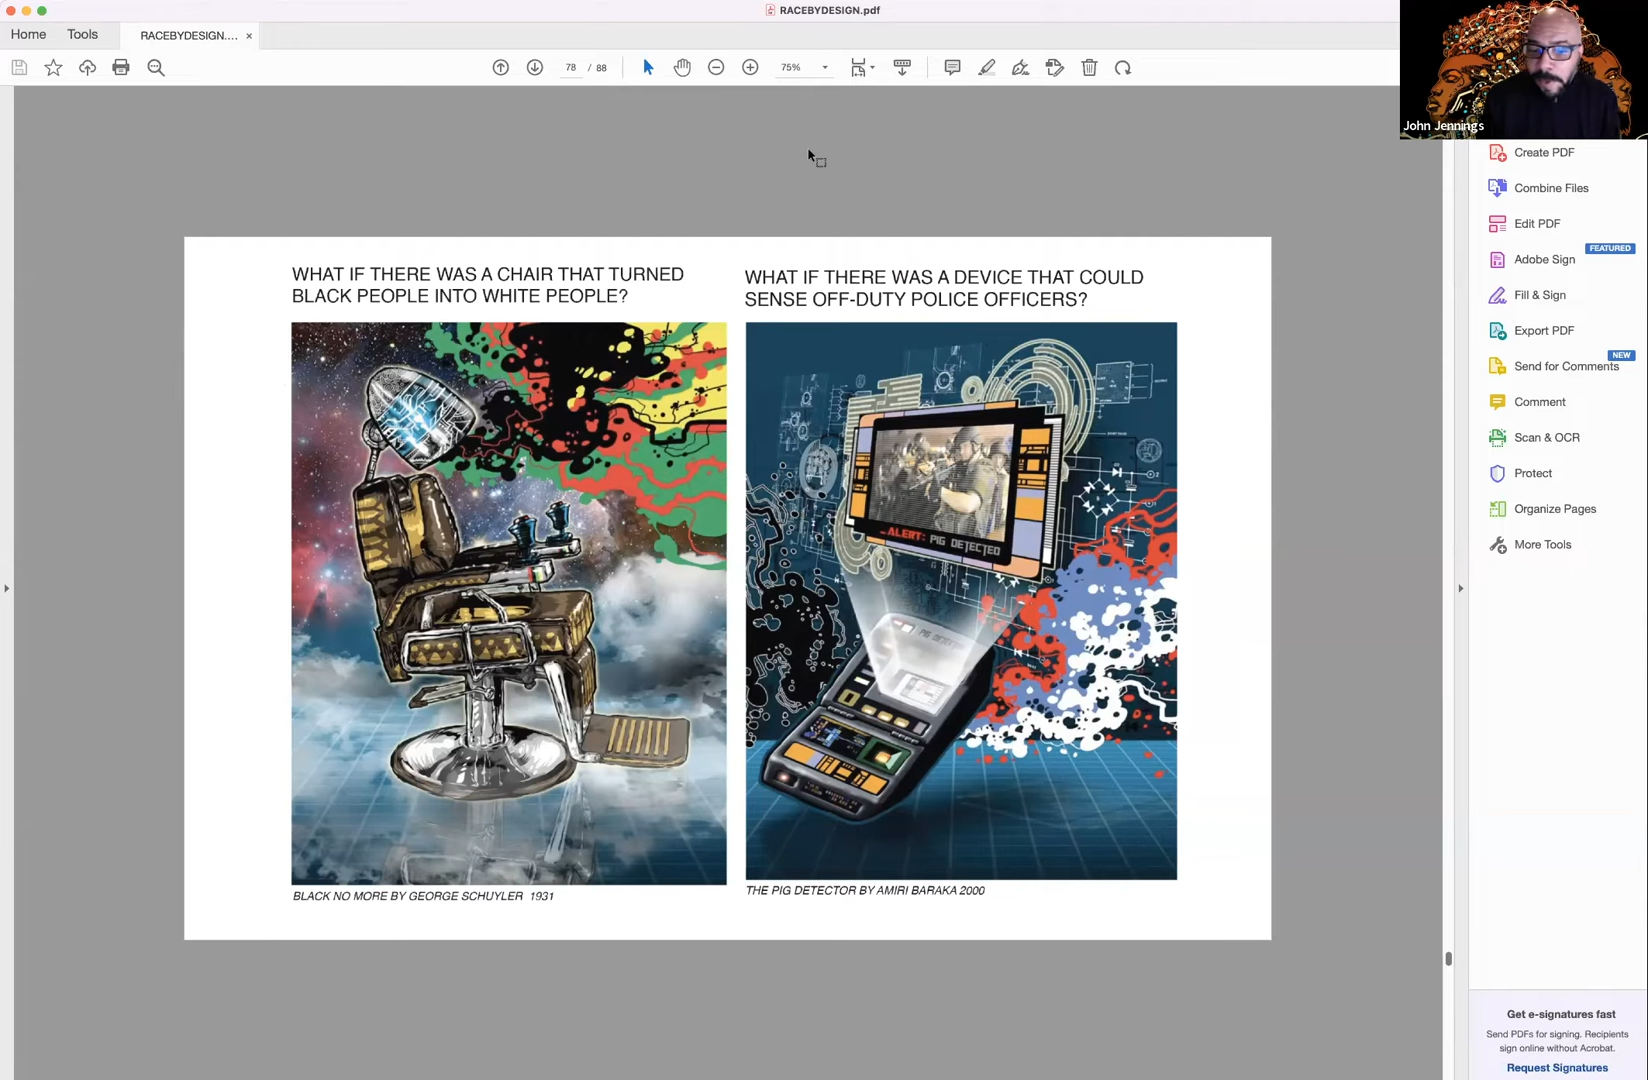 RACEBYDESIGN.pdf
Home
Tools
RACEBYDESIGN.... ×
78 / 88
75%
John Jennings
Create PDF
Combine Files
Edit PDF
FEATURED
Adobe Sign
Fill & Sign
Export PDF
NEW
Send for Comments
Comment
Scan & OCR
Protect
Organize Pages
More Tools
WHAT IF THERE WAS A CHAIR THAT TURNED
BLACK PEOPLE INTO WHITE PEOPLE?
WHAT IF THERE WAS A DEVICE THAT COULD
SENSE OFF-DUTY POLICE OFFICERS?
ALERT: PIG DETECTED
BLACK NO MORE BY GEORGE SCHUYLER 1931
THE PIG DETECTOR BY AMIRI BARAKA 2000
Get e-signatures fast
Send PDFs for signing. Recipients
sign online without Acrobat.
Request Signatures